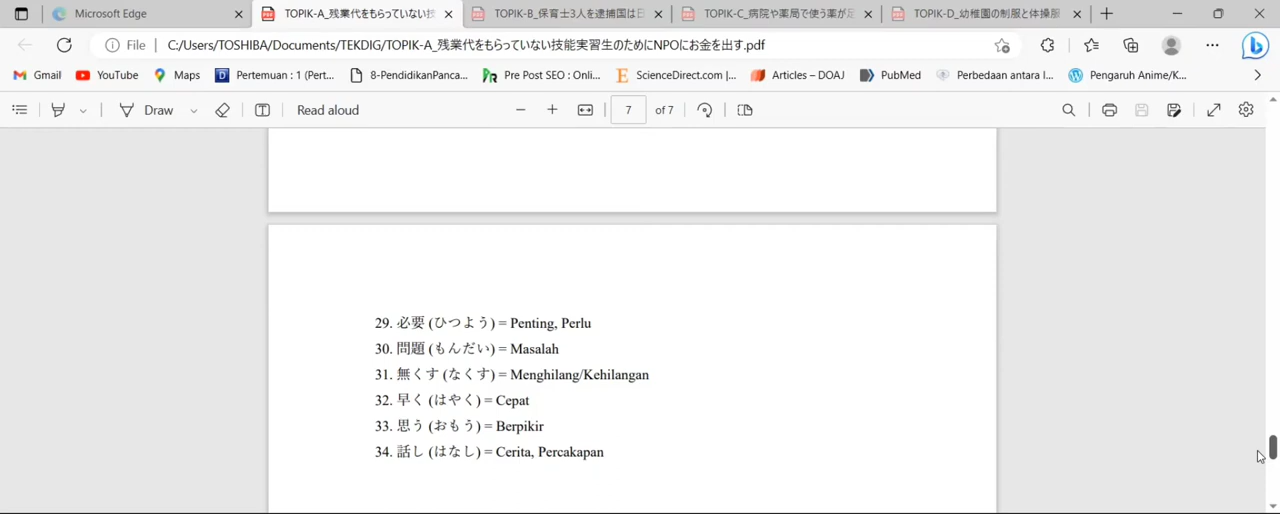 Microsoft Edge
TOPIK-A_残業代をもらっていない技
TOPIK-B_保育士3人を逮捕国は日
TOPIK-C_病院や薬局で使う薬が足
TOPIK-D_幼稚園の制服と体操服
File C:/Users/TOSHIBA/Documents/TEKDIG/TOPIK-A_残業代をもらっていない技能実習生のためにNPOにお金を出す.pdf
Gmail YouTube Maps Pertemuan : 1 (Pert... 8-PendidikanPanca... Pre Post SEO : Onli... ScienceDirect.com |... Articles – DOAJ PubMed Perbedaan antara I... Pengaruh Anime/K...
Draw Read aloud 7 of 7
29. 必要 (ひつよう) = Penting, Perlu
30. 問題 (もんだい) = Masalah
31. 無くす (なくす) = Menghilang/Kehilangan
32. 早く (はやく) = Cepat
33. 思う (おもう) = Berpikir
34. 話し (はなし) = Cerita, Percakapan